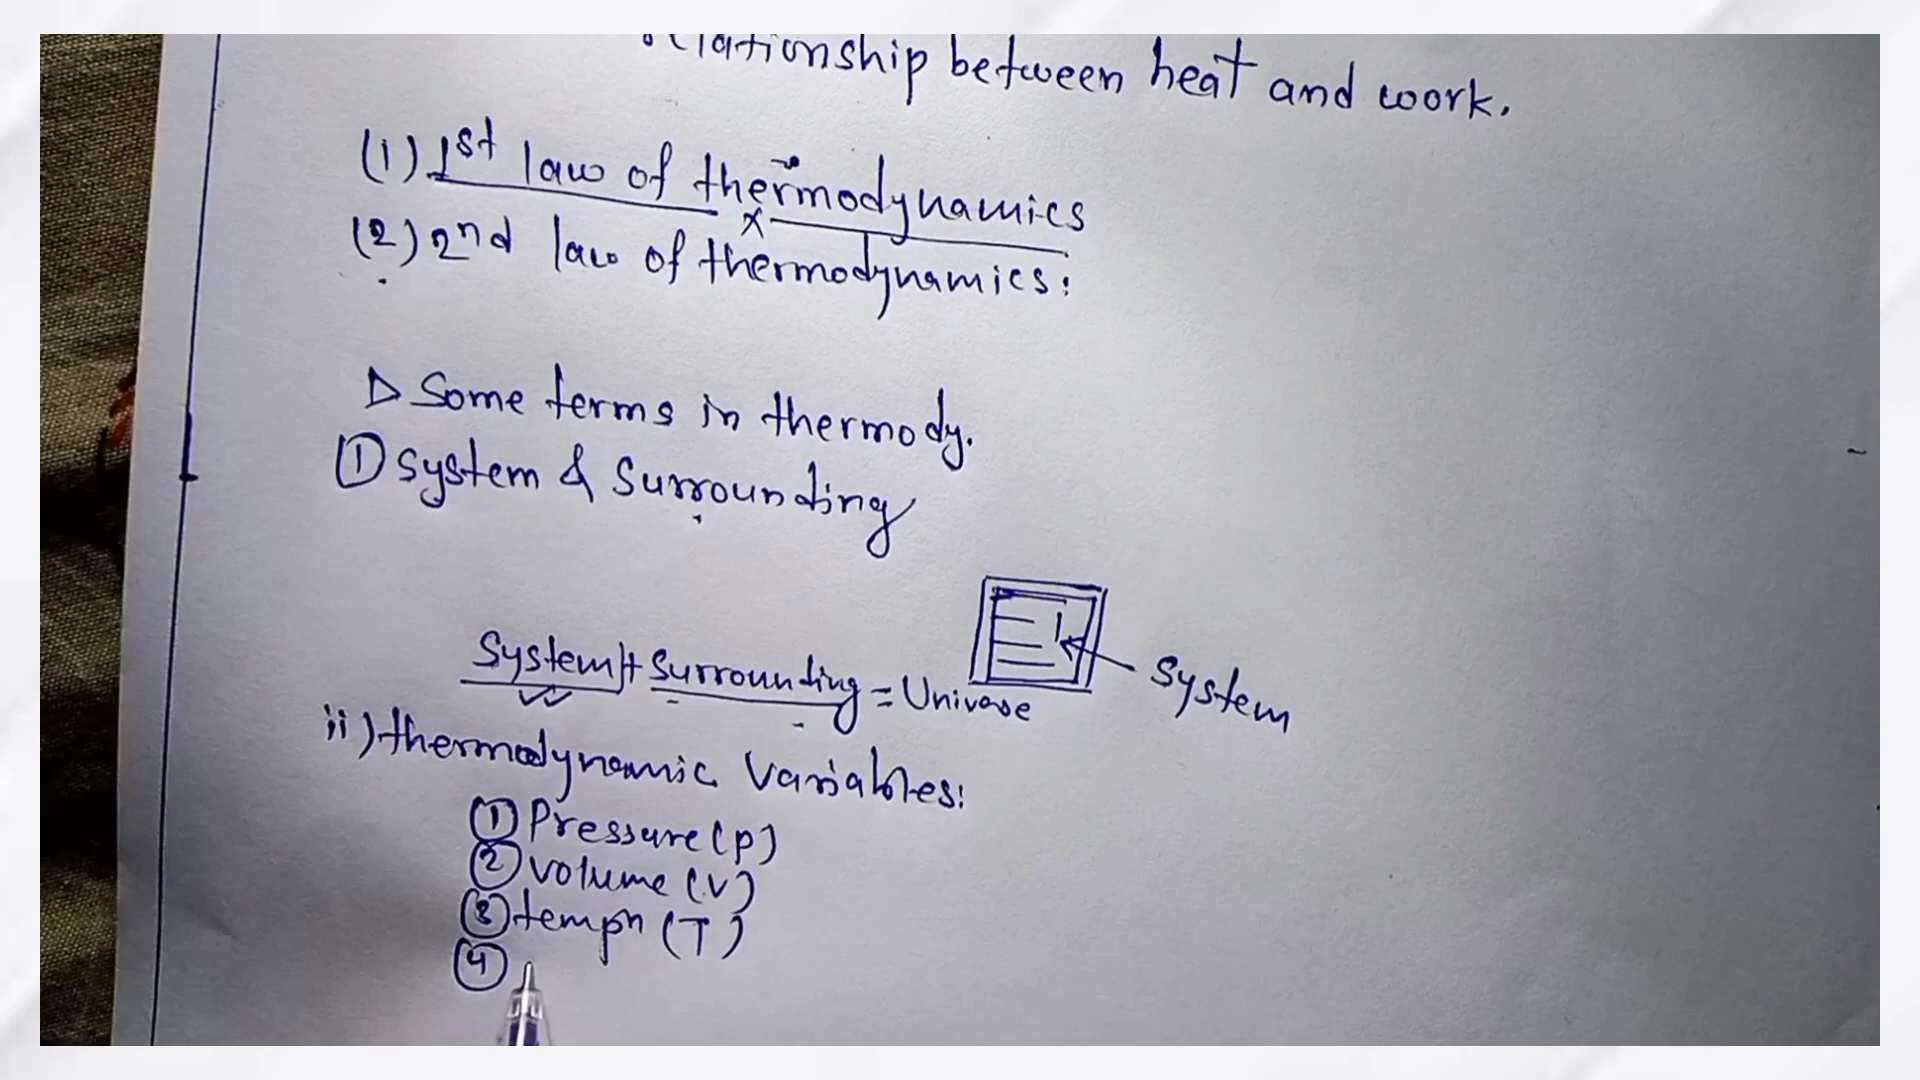 relationship between heat and work.
(1) 1st law of thermodynamics
(2) 2nd law of thermodynamics:
Some terms in thermody.
① System & Surrounding
System + Surrounding = Univese
System
ii) thermodynamic Variables:
① Pressure (P)
② volume (V)
③ tempn (T)
④